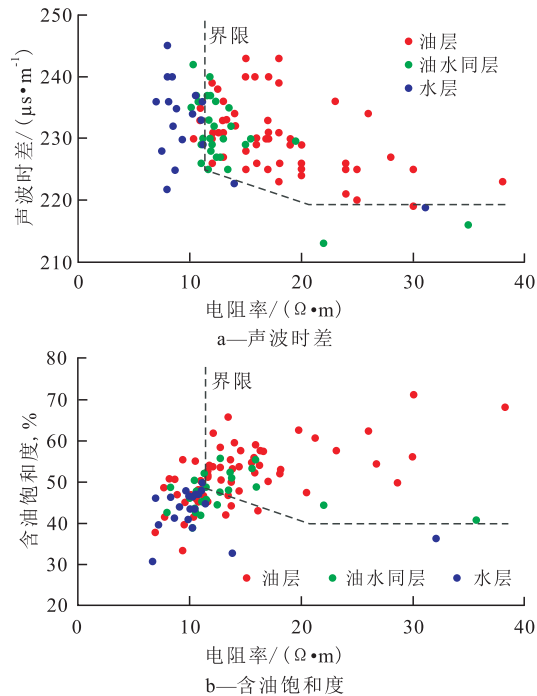 250
240
230
220
210
声波时差/(μs·m⁻¹)
界限
油层
油水同层
水层
0 10 20 30 40
电阻率/(Ω·m)
a—声波时差
80
70
60
50
40
30
20
含油饱和度,%
界限
油层 油水同层 水层
0 10 20 30 40
电阻率/(Ω·m)
b—含油饱和度